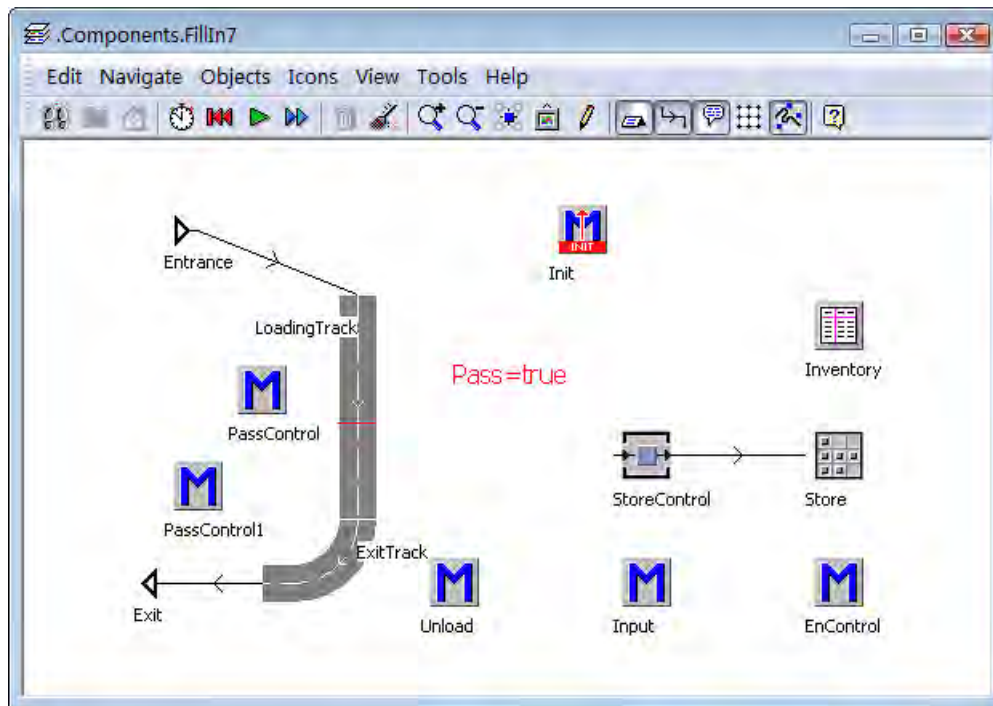 .Components.FillIn7
Edit Navigate Objects Icons View Tools Help
M
INIT
Init
Entrance
LoadingTrack
Inventory
Pass=true
M
PassControl
M
PassControl1
StoreControl
Store
ExitTrack
Exit
M
Unload
M
Input
M
EnControl